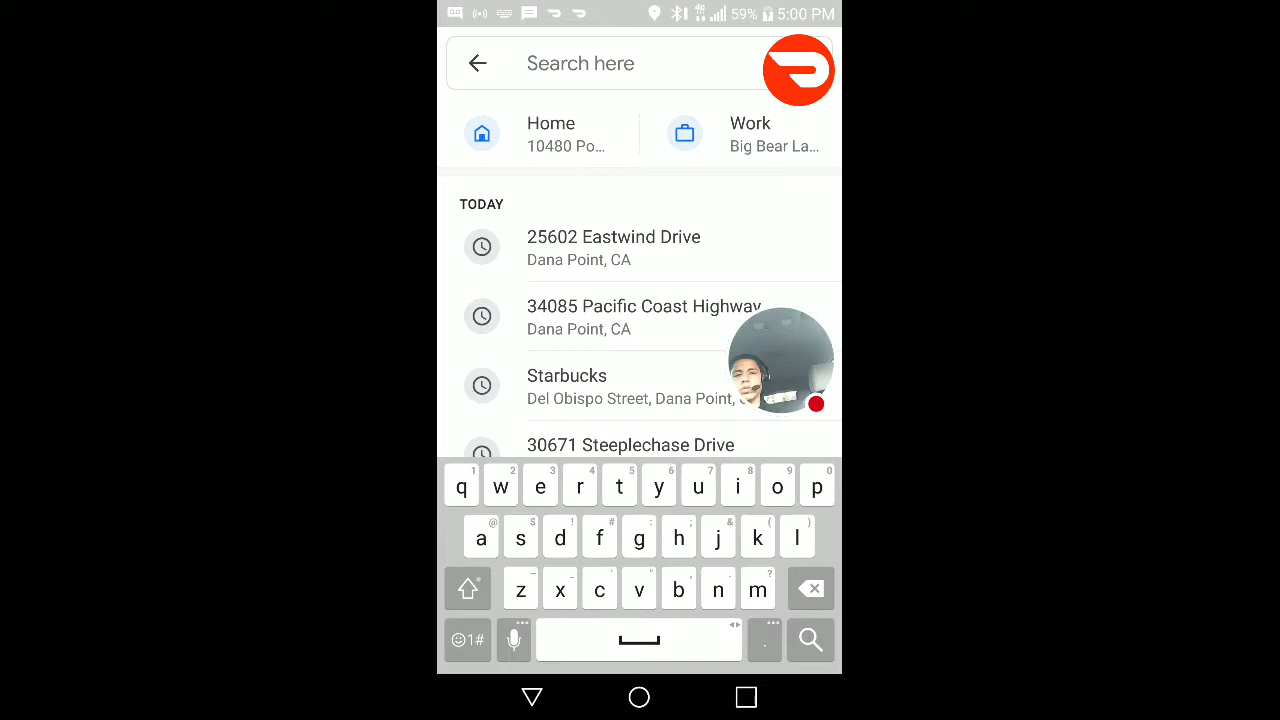 59% 5:00 PM
Search here
Home
10480 Po...
Work
Big Bear La...
TODAY
25602 Eastwind Drive
Dana Point, CA
34085 Pacific Coast Highway
Dana Point, CA
Starbucks
Del Obispo Street, Dana Point,
30671 Steeplechase Drive
1 2 3 4 5 6 7 8 9 0
q w e r t y u i o p
@ $ ! # : ; & ( )
a s d f g h j k l
z x c v b n m
1# .